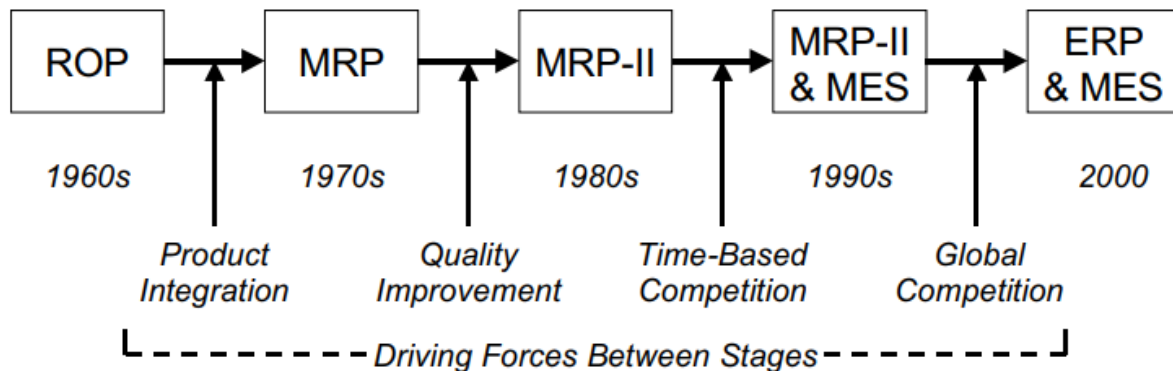 ROP
MRP
MRP-II
MRP-II
& MES
ERP
& MES
1960s
1970s
1980s
1990s
2000
Product
Integration
Quality
Improvement
Time-Based
Competition
Global
Competition
Driving Forces Between Stages